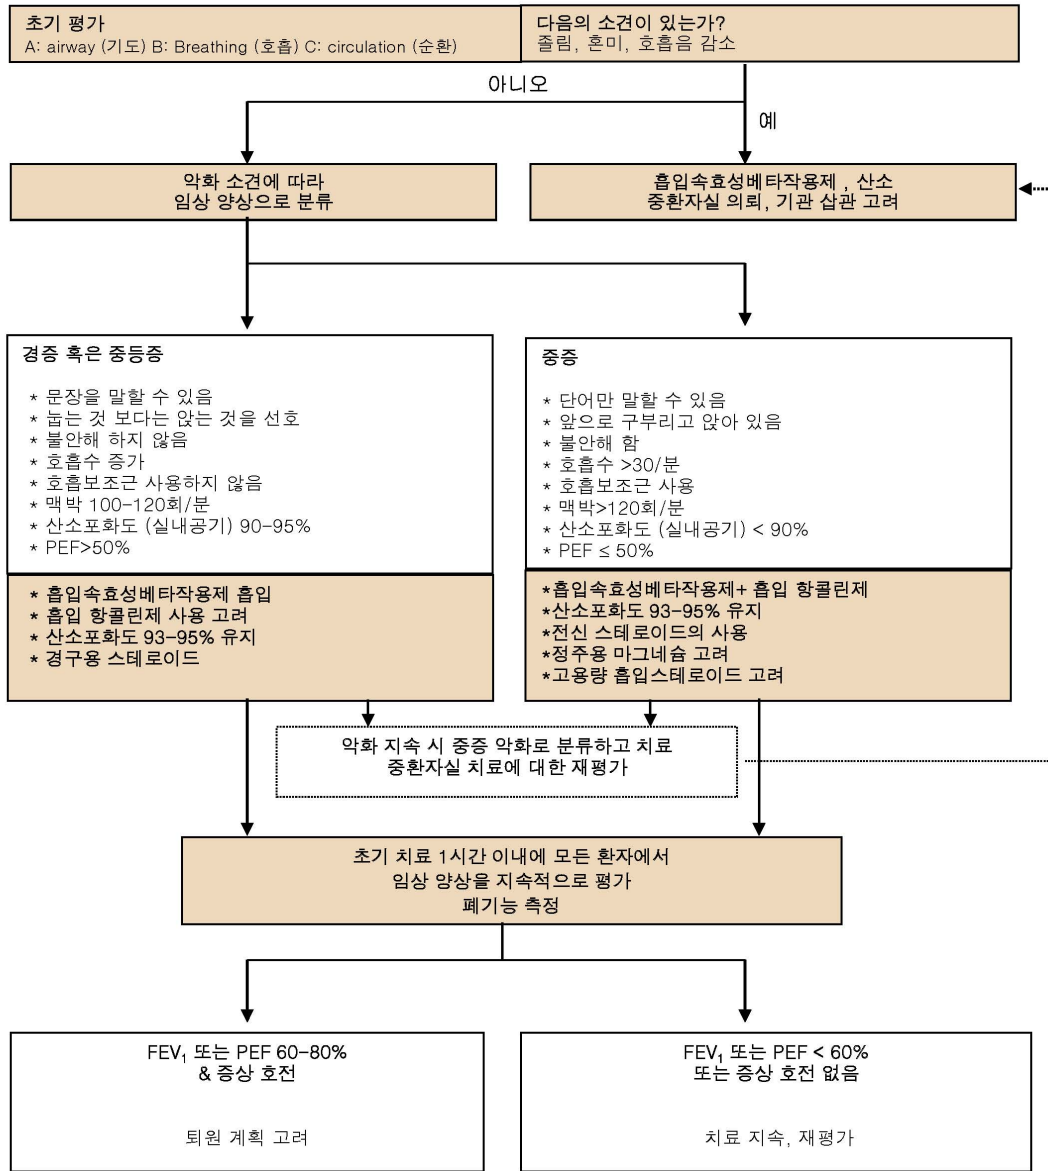 초기 평가
A: airway (기도) B: Breathing (호흡) C: circulation (순환)
다음의 소견이 있는가?
졸림, 혼미, 호흡음 감소
아니오
예
악화 소견에 따라
임상 양상으로 분류
흡입속효성베타작용제 , 산소
중환자실 의뢰, 기관 삽관 고려
경증 혹은 중등증
* 문장을 말할 수 있음
* 눕는 것 보다는 앉는 것을 선호
* 불안해 하지 않음
* 호흡수 증가
* 호흡보조근 사용하지 않음
* 맥박 100-120회/분
* 산소포화도 (실내공기) 90-95%
* PEF>50%
* 흡입속효성베타작용제 흡입
* 흡입 항콜린제 사용 고려
* 산소포화도 93-95% 유지
* 경구용 스테로이드
중증
* 단어만 말할 수 있음
* 앞으로 구부리고 앉아 있음
* 불안해 함
* 호흡수 >30/분
* 호흡보조근 사용
* 맥박>120회/분
* 산소포화도 (실내공기) < 90%
* PEF ≤ 50%
*흡입속효성베타작용제+ 흡입 항콜린제
*산소포화도 93-95% 유지
*전신 스테로이드의 사용
*정주용 마그네슘 고려
*고용량 흡입스테로이드 고려
악화 지속 시 중증 악화로 분류하고 치료
중환자실 치료에 대한 재평가
초기 치료 1시간 이내에 모든 환자에서
임상 양상을 지속적으로 평가
폐기능 측정
FEV₁ 또는 PEF 60-80%
& 증상 호전
퇴원 계획 고려
FEV₁ 또는 PEF < 60%
또는 증상 호전 없음
치료 지속, 재평가